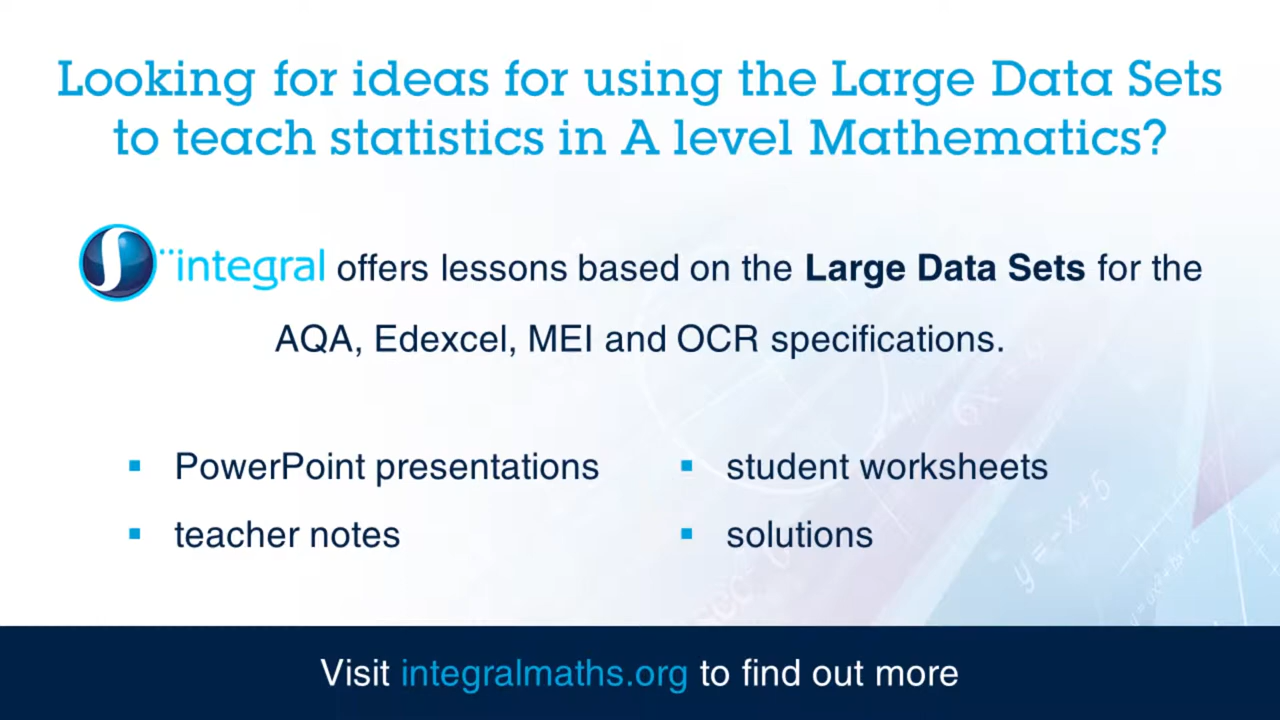 Looking for ideas for using the Large Data Sets
to teach statistics in A level Mathematics?
integral offers lessons based on the Large Data Sets for the
AQA, Edexcel, MEI and OCR specifications.
▪ PowerPoint presentations
▪ teacher notes
▪ student worksheets
▪ solutions
y = -x + 5
Visit integralmaths.org to find out more